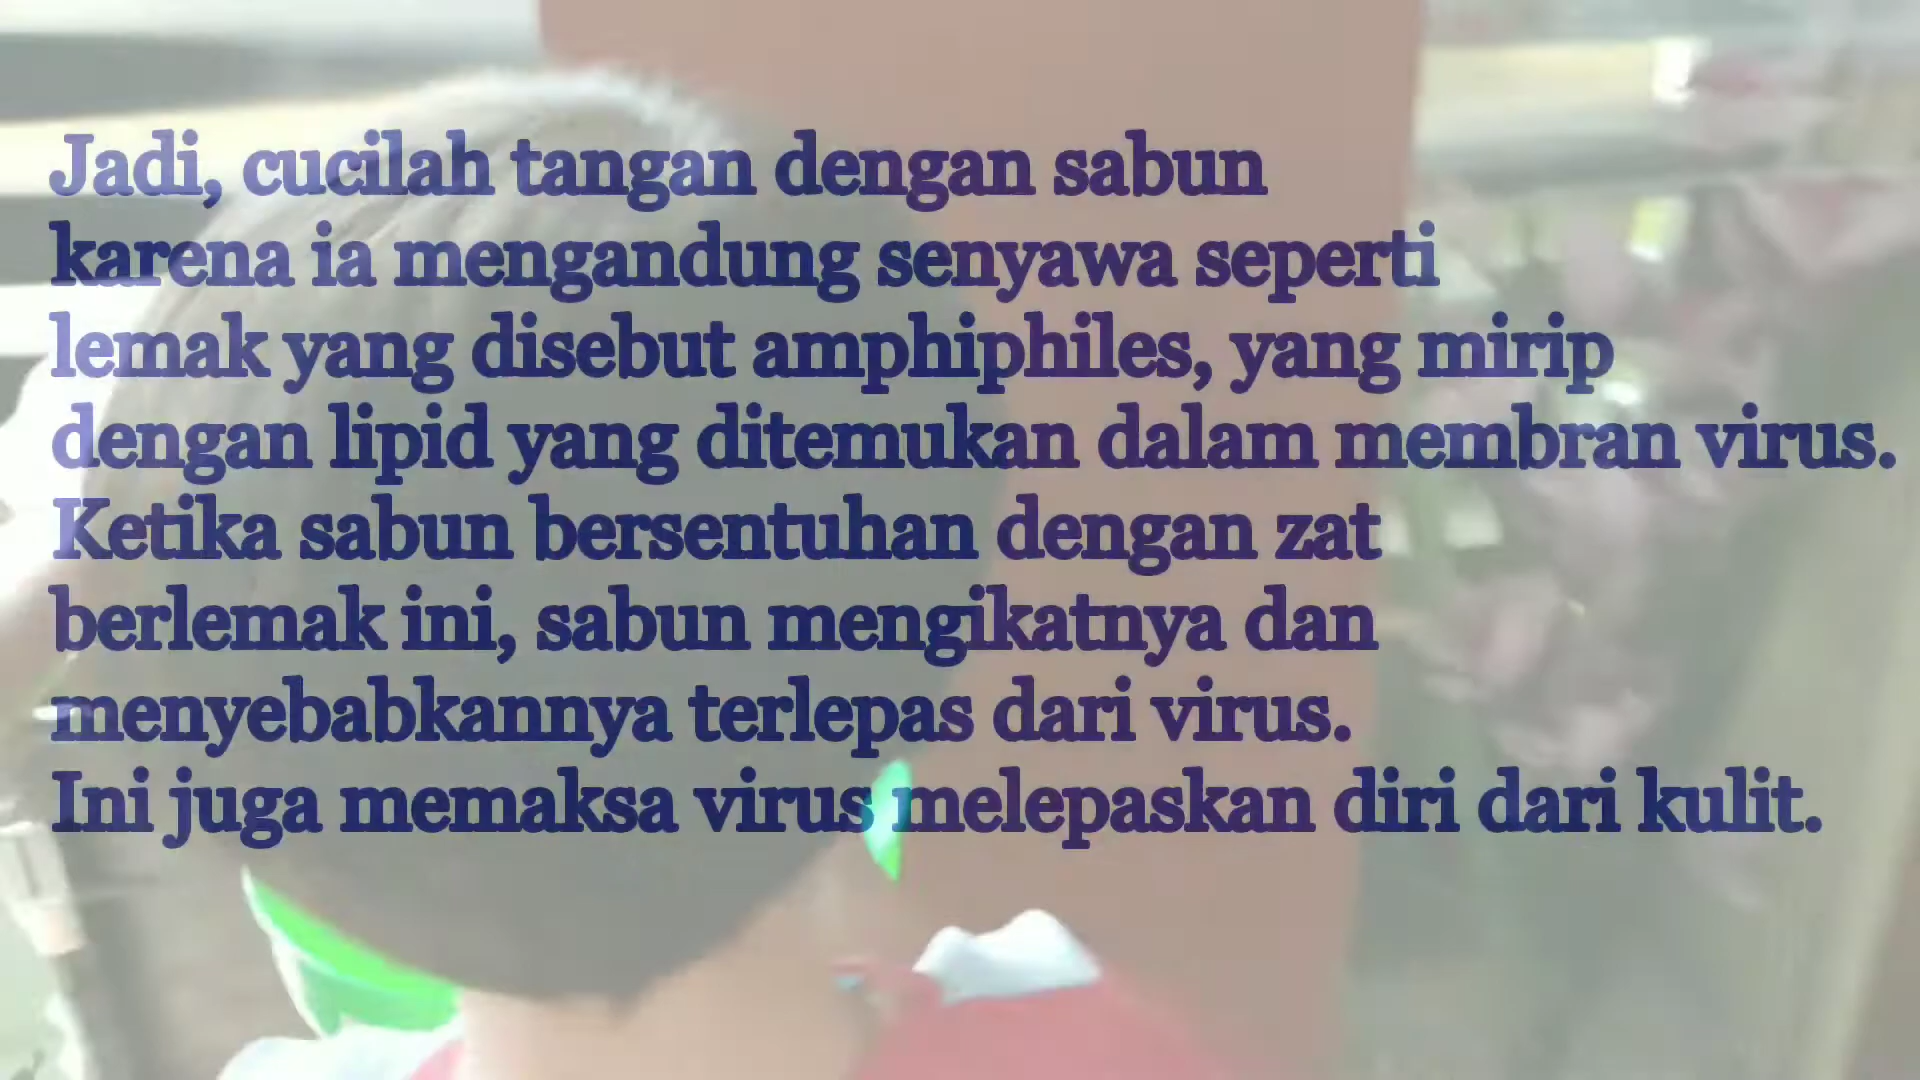 Jadi, cucilah tangan dengan sabun
karena ia mengandung senyawa seperti
lemak yang disebut amphiphiles, yang mirip
dengan lipid yang ditemukan dalam membran virus.
Ketika sabun bersentuhan dengan zat
berlemak ini, sabun mengikatnya dan
menyebabkannya terlepas dari virus.
Ini juga memaksa virus melepaskan diri dari kulit.